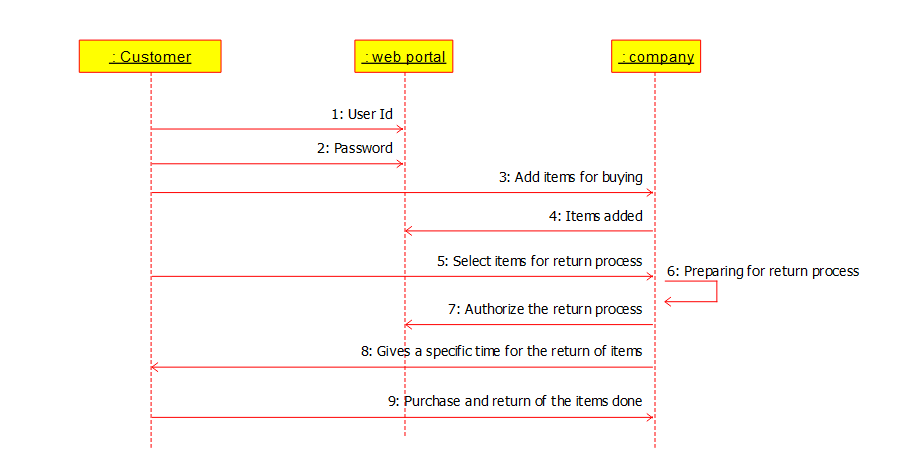 : Customer
: web portal
: company
1: User Id
2: Password
3: Add items for buying
4: Items added
5: Select items for return process
6: Preparing for return process
7: Authorize the return process
8: Gives a specific time for the return of items
9: Purchase and return of the items done